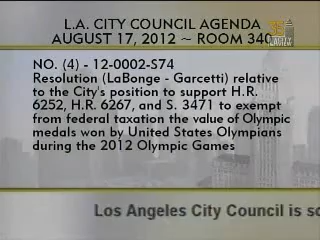 L.A. CITY COUNCIL AGENDA
AUGUST 17, 2012 ~ ROOM 340
35
NO. (4) - 12-0002-S74
Resolution (LaBonge - Garcetti) relative
to the City's position to support H.R.
6252, H.R. 6267, and S. 3471 to exempt
from federal taxation the value of Olympic
medals won by United States Olympians
during the 2012 Olympic Games
Los Angeles City Council is sc